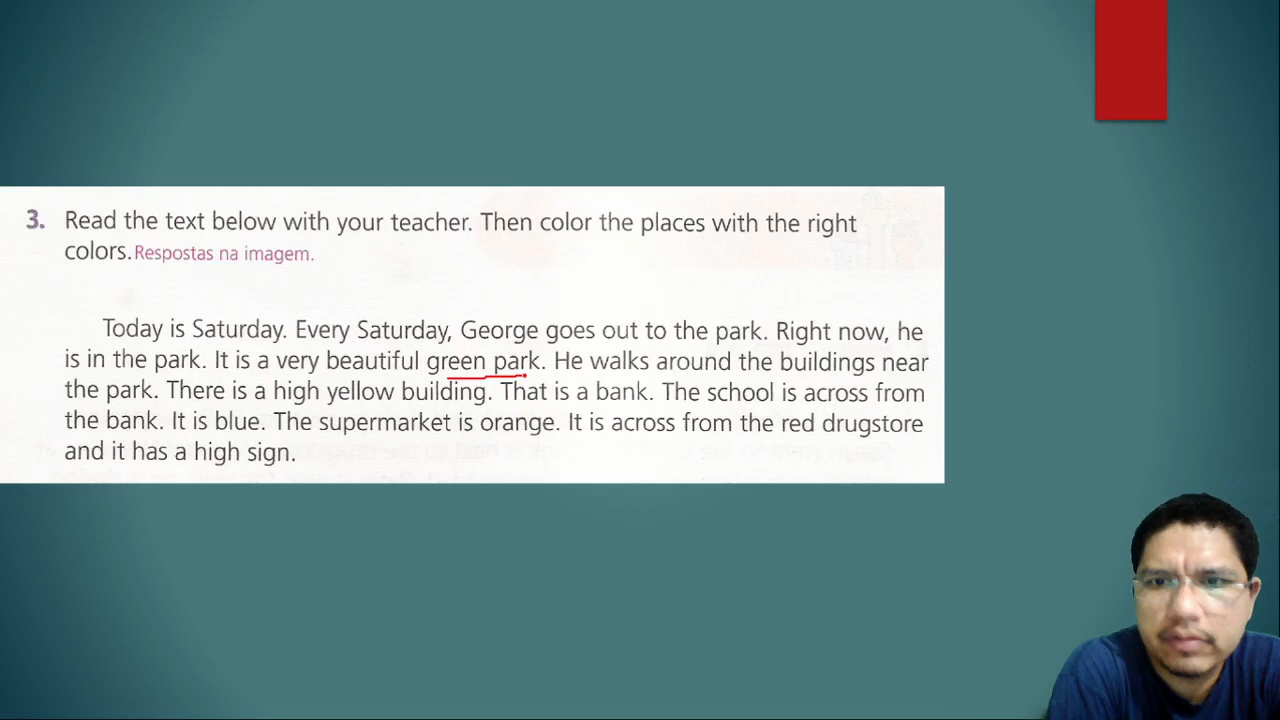 3. Read the text below with your teacher. Then color the places with the right
colors. Respostas na imagem.
Today is Saturday. Every Saturday, George goes out to the park. Right now, he
is in the park. It is a very beautiful green park. He walks around the buildings near
the park. There is a high yellow building. That is a bank. The school is across from
the bank. It is blue. The supermarket is orange. It is across from the red drugstore
and it has a high sign.